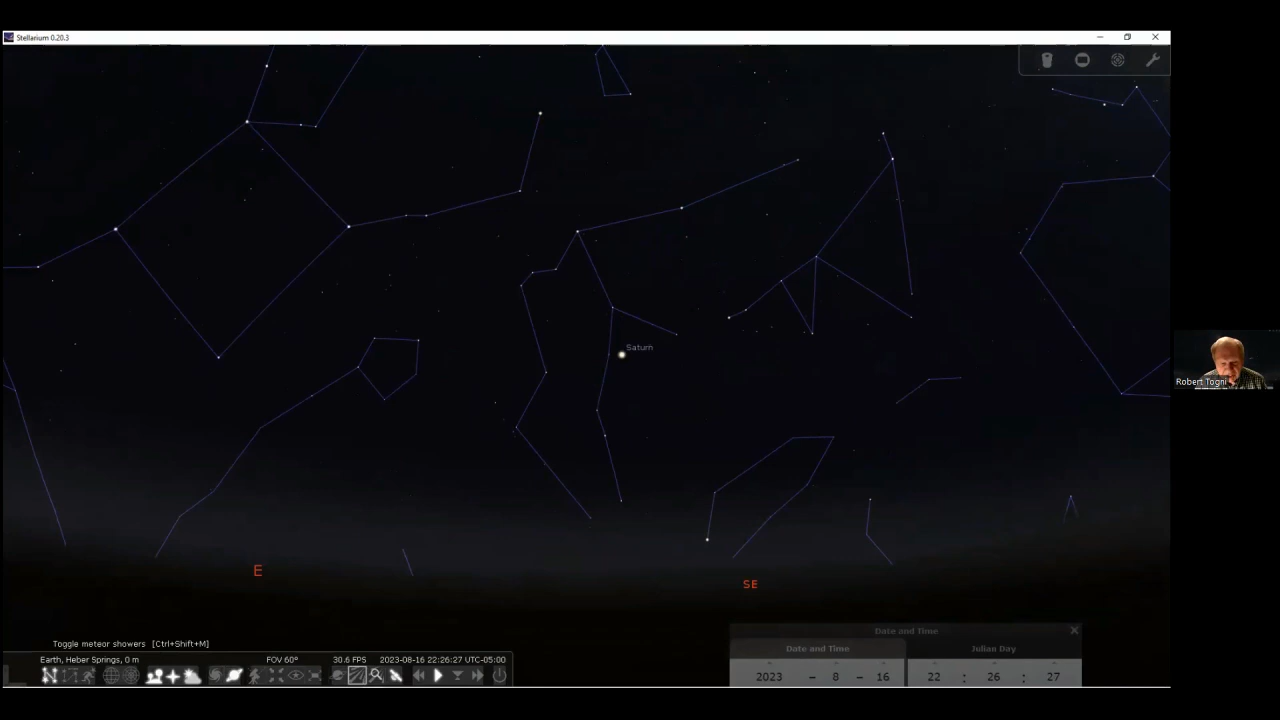 Stellarium 0.20.3
Saturn
Robert Togni
E
SE
Toggle meteor showers [Ctrl+Shift+M]
Earth, Heber Springs, 0 m FOV 60° 30.6 FPS 2023-08-16 22:26:27 UTC-05:00
Date and Time
Date and Time Julian Day
2023 - 8 - 16 22 : 26 : 27